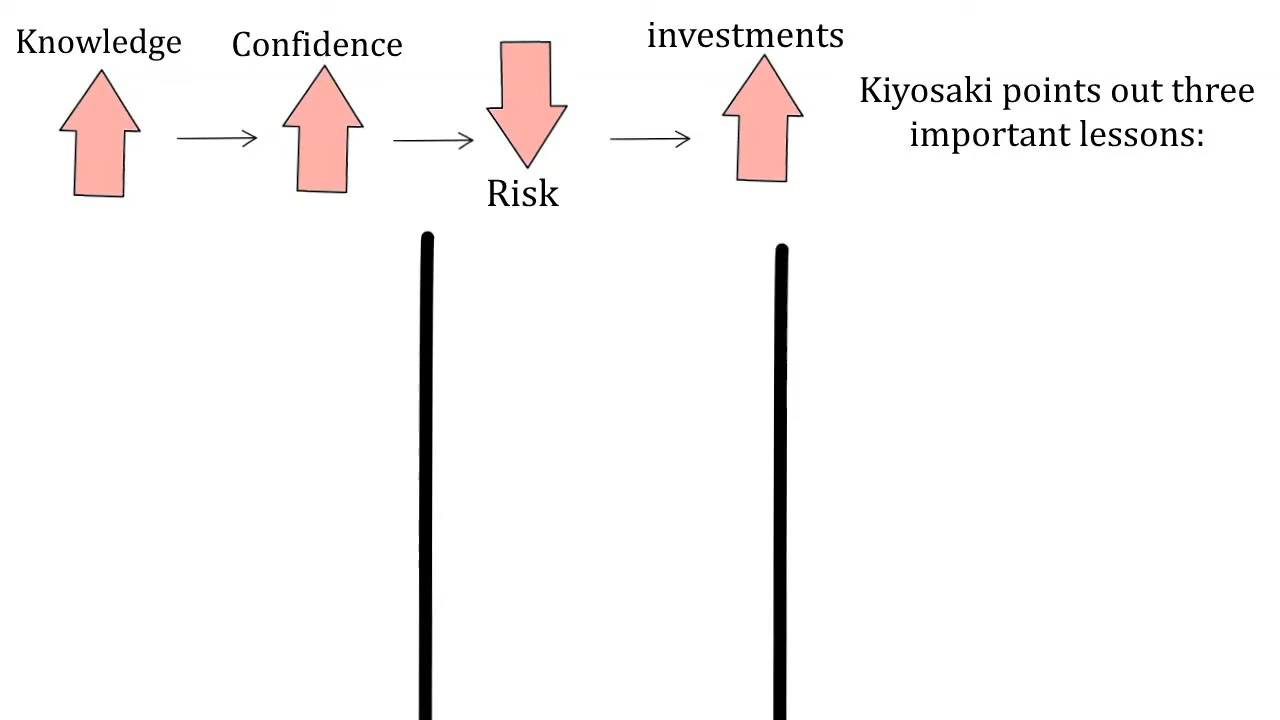 Knowledge
Confidence
Risk
investments
Kiyosaki points out three
important lessons: